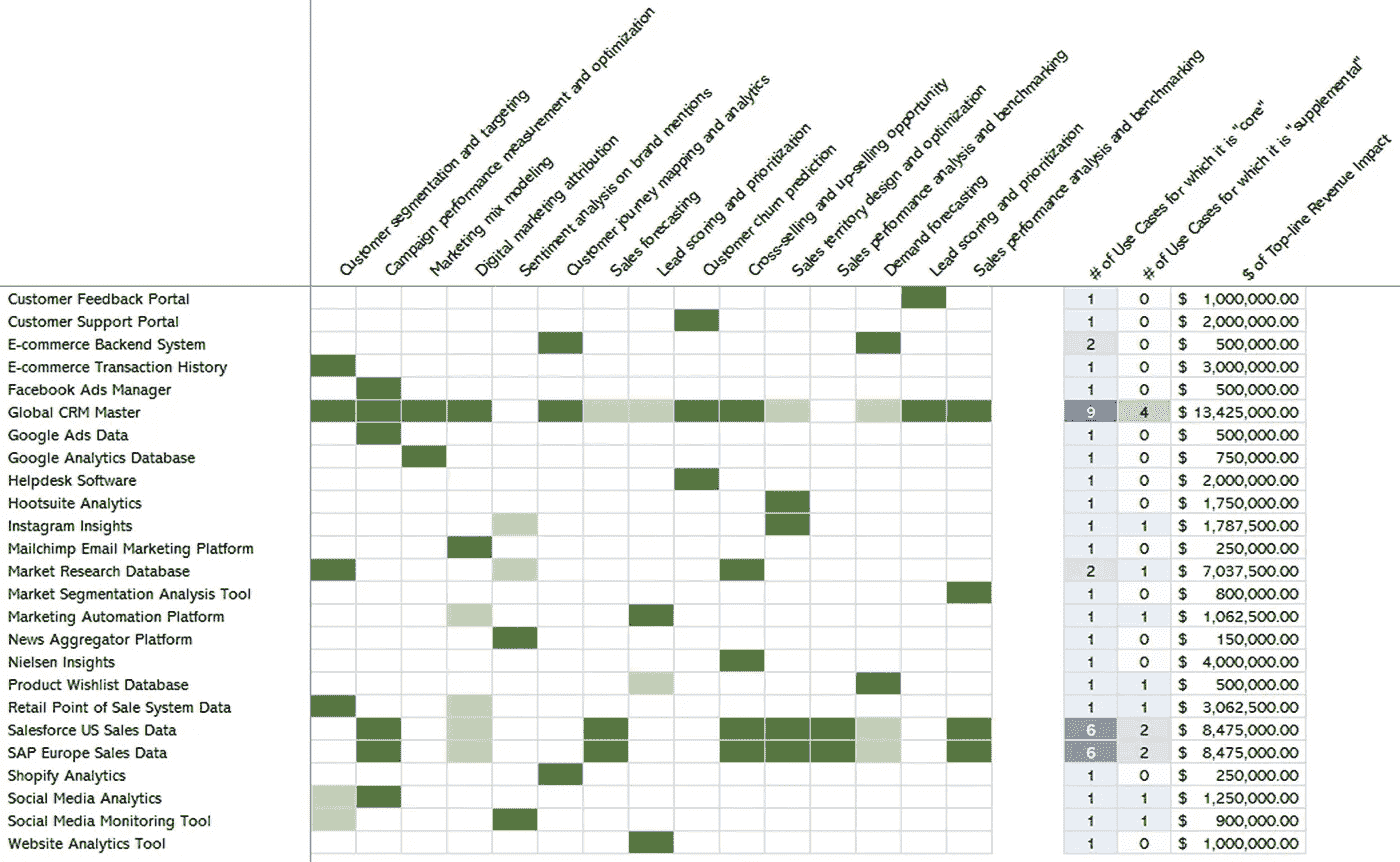 Customer segmentation and targeting
Campaign performance measurement and optimization
Marketing mix modeling
Digital marketing attribution
Sentiment analysis on brand mentions
Customer journey mapping and analytics
Sales forecasting
Lead scoring and prioritization
Customer churn prediction
Cross-selling and up-selling opportunity
Sales territory design and optimization
Sales performance analysis and benchmarking
Demand forecasting
Lead scoring and prioritization
Sales performance analysis and benchmarking
# of Use Cases for which it is "core"
# of Use Cases for which it is "supplemental"
$ of Top-line Revenue Impact
Customer Feedback Portal 1 0 $ 1,000,000.00
Customer Support Portal 1 0 $ 2,000,000.00
E-commerce Backend System 2 0 $ 500,000.00
E-commerce Transaction History 1 0 $ 3,000,000.00
Facebook Ads Manager 1 0 $ 500,000.00
Global CRM Master 9 4 $ 13,425,000.00
Google Ads Data 1 0 $ 500,000.00
Google Analytics Database 1 0 $ 750,000.00
Helpdesk Software 1 0 $ 2,000,000.00
Hootsuite Analytics 1 0 $ 1,750,000.00
Instagram Insights 1 1 $ 1,787,500.00
Mailchimp Email Marketing Platform 1 0 $ 250,000.00
Market Research Database 2 1 $ 7,037,500.00
Market Segmentation Analysis Tool 1 0 $ 800,000.00
Marketing Automation Platform 1 1 $ 1,062,500.00
News Aggregator Platform 1 0 $ 150,000.00
Nielsen Insights 1 0 $ 4,000,000.00
Product Wishlist Database 1 1 $ 500,000.00
Retail Point of Sale System Data 1 1 $ 3,062,500.00
Salesforce US Sales Data 6 2 $ 8,475,000.00
SAP Europe Sales Data 6 2 $ 8,475,000.00
Shopify Analytics 1 0 $ 250,000.00
Social Media Analytics 1 1 $ 1,250,000.00
Social Media Monitoring Tool 1 1 $ 900,000.00
Website Analytics Tool 1 0 $ 1,000,000.00